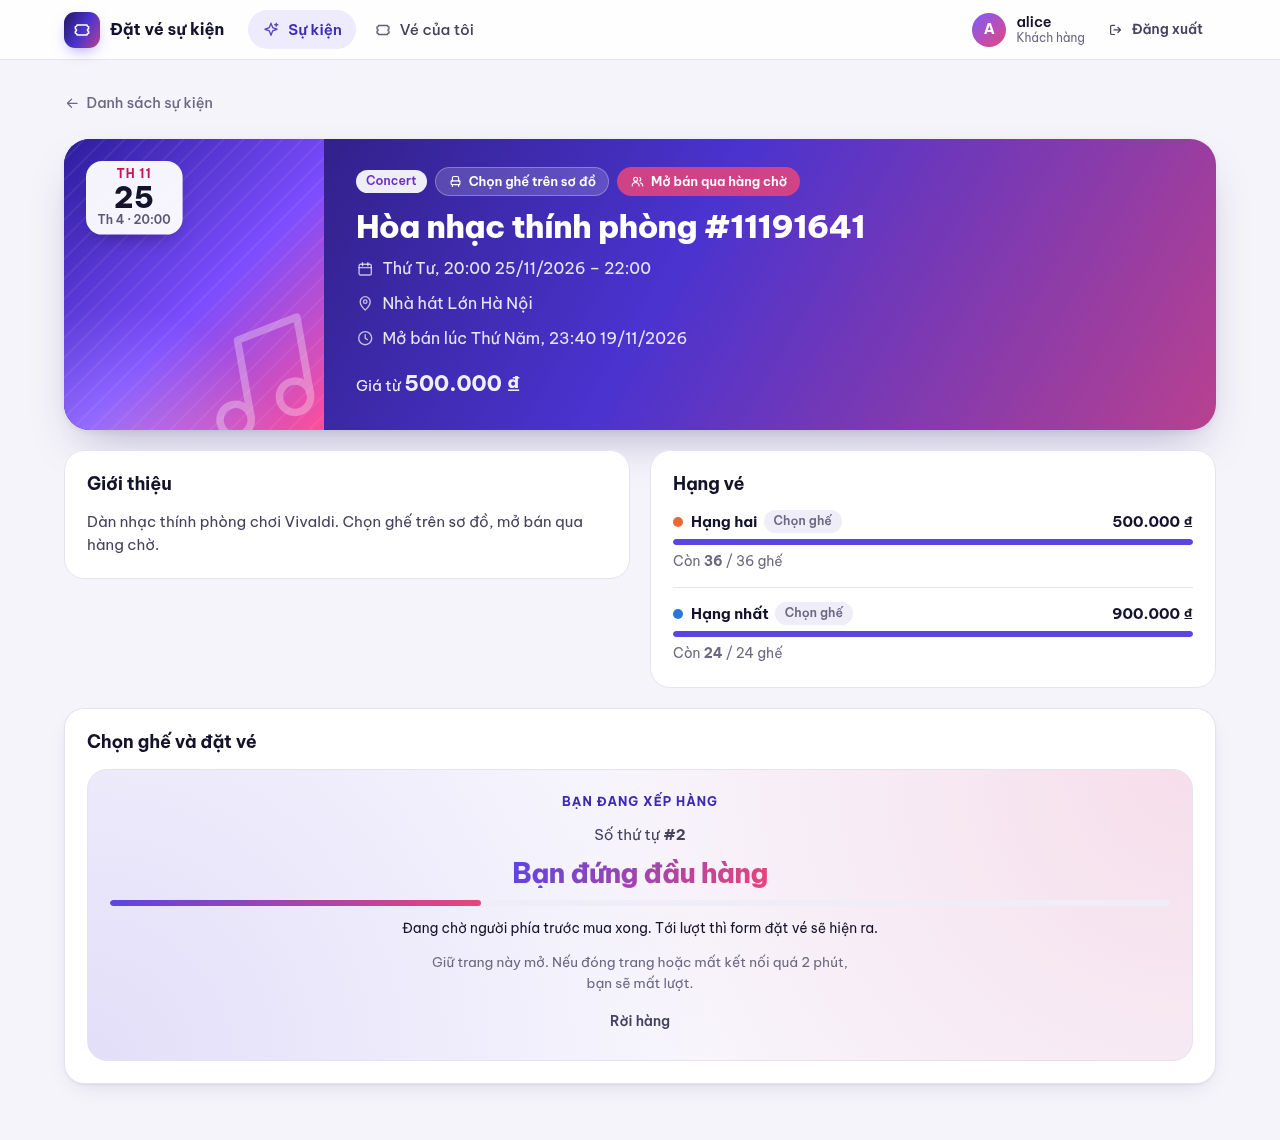 Đặt vé sự kiện
Sự kiện
Vé của tôi
A
alice
Khách hàng
Đăng xuất
← Danh sách sự kiện
TH 11
25
Th 4 · 20:00
Concert
Chọn ghế trên sơ đồ
Mở bán qua hàng chờ
Hòa nhạc thính phòng #11191641
Thứ Tư, 20:00 25/11/2026 – 22:00
Nhà hát Lớn Hà Nội
Mở bán lúc Thứ Năm, 23:40 19/11/2026
Giá từ 500.000 ₫
Giới thiệu
Dàn nhạc thính phòng chơi Vivaldi. Chọn ghế trên sơ đồ, mở bán qua
hàng chờ.
Hạng vé
Hạng hai Chọn ghế 500.000 ₫
Còn 36 / 36 ghế
Hạng nhất Chọn ghế 900.000 ₫
Còn 24 / 24 ghế
Chọn ghế và đặt vé
BẠN ĐANG XẾP HÀNG
Số thứ tự #2
Bạn đứng đầu hàng
Đang chờ người phía trước mua xong. Tới lượt thì form đặt vé sẽ hiện ra.
Giữ trang này mở. Nếu đóng trang hoặc mất kết nối quá 2 phút,
bạn sẽ mất lượt.
Rời hàng